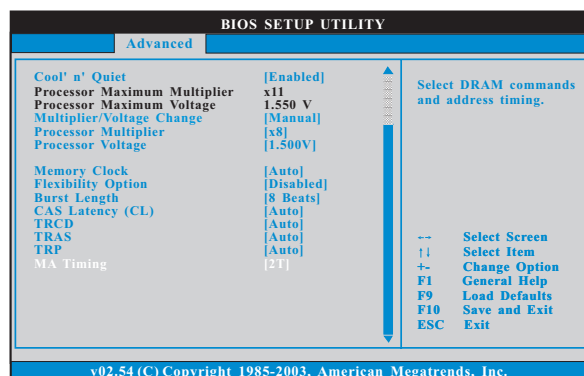 BIOS SETUP UTILITY
Advanced
Cool' n' Quiet [Enabled]
Processor Maximum Multiplier x11
Processor Maximum Voltage 1.550 V
Multiplier/Voltage Change [Manual]
Processor Multiplier [x8]
Processor Voltage [1.500V]
Memory Clock [Auto]
Flexibility Option [Disabled]
Burst Length [8 Beats]
CAS Latency (CL) [Auto]
TRCD [Auto]
TRAS [Auto]
TRP [Auto]
MA Timing [2T]
Select DRAM commands
and address timing.
←→ Select Screen
↑↓ Select Item
+- Change Option
F1 General Help
F9 Load Defaults
F10 Save and Exit
ESC Exit
v02.54 (C) Copyright 1985-2003, American Megatrends, Inc.